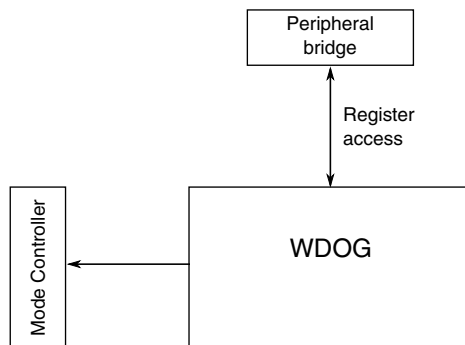 Peripheral
bridge
Register
access
Mode Controller
WDOG